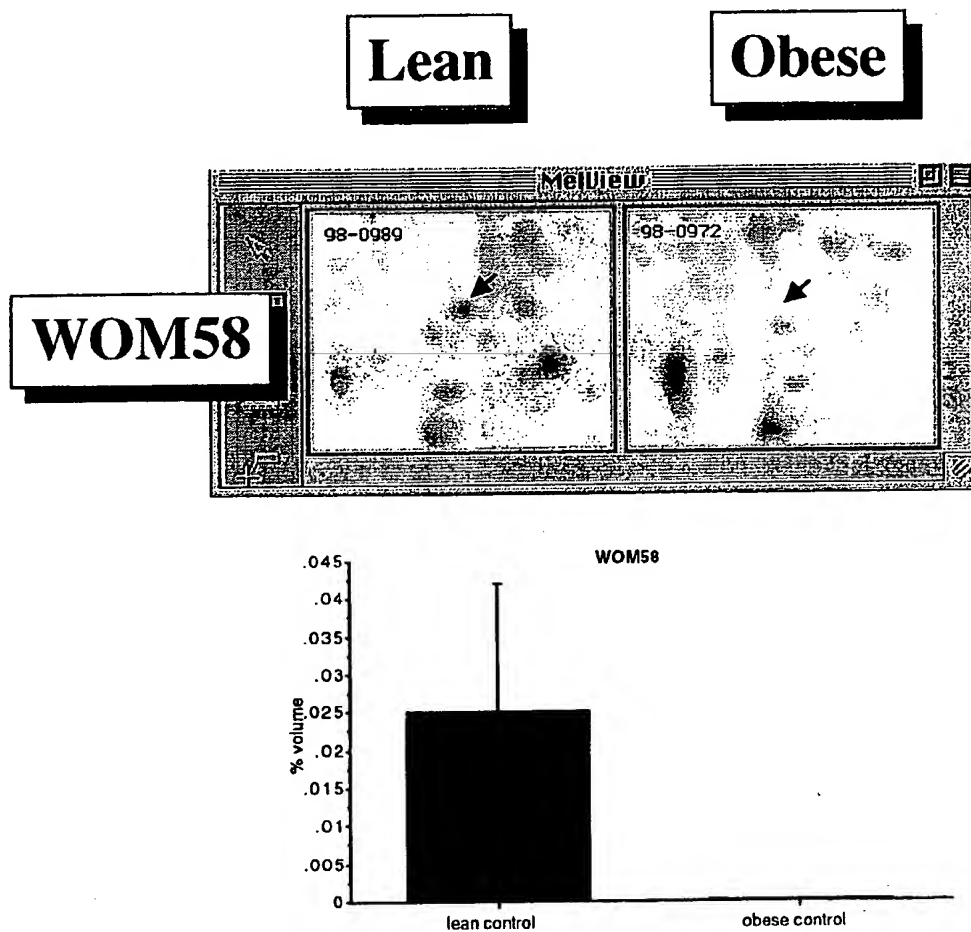 Lean
Obese
MelView
98-0989
98-0972
WOM58
WOM58
% volume
.045
.04
.035
.03
.025
.02
.015
.01
.005
0
lean control
obese control